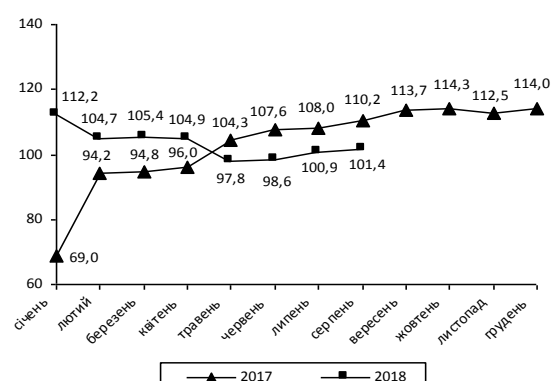 140
120
100
80
60
112,2
104,7
105,4
104,9
104,3
107,6
108,0
110,2
113,7
114,3
112,5
114,0
94,2
94,8
96,0
97,8
98,6
100,9
101,4
69,0
січень
лютий
березень
квітень
травень
червень
липень
серпень
вересень
жовтень
листопад
грудень
2017
2018